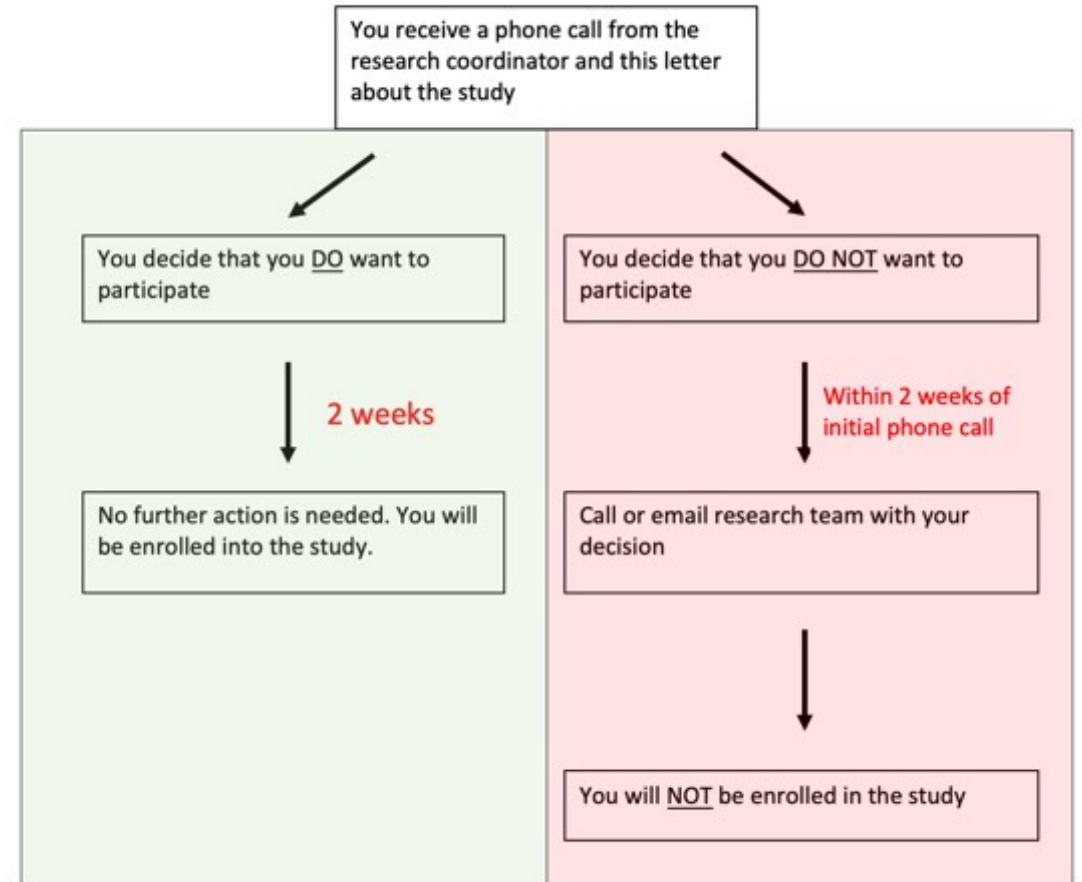 You receive a phone call from the
research coordinator and this letter
about the study
You decide that you DO want to
participate
2 weeks
No further action is needed. You will
be enrolled into the study.
You decide that you DO NOT want to
participate
Within 2 weeks of
initial phone call
Call or email research team with your
decision
You will NOT be enrolled in the study